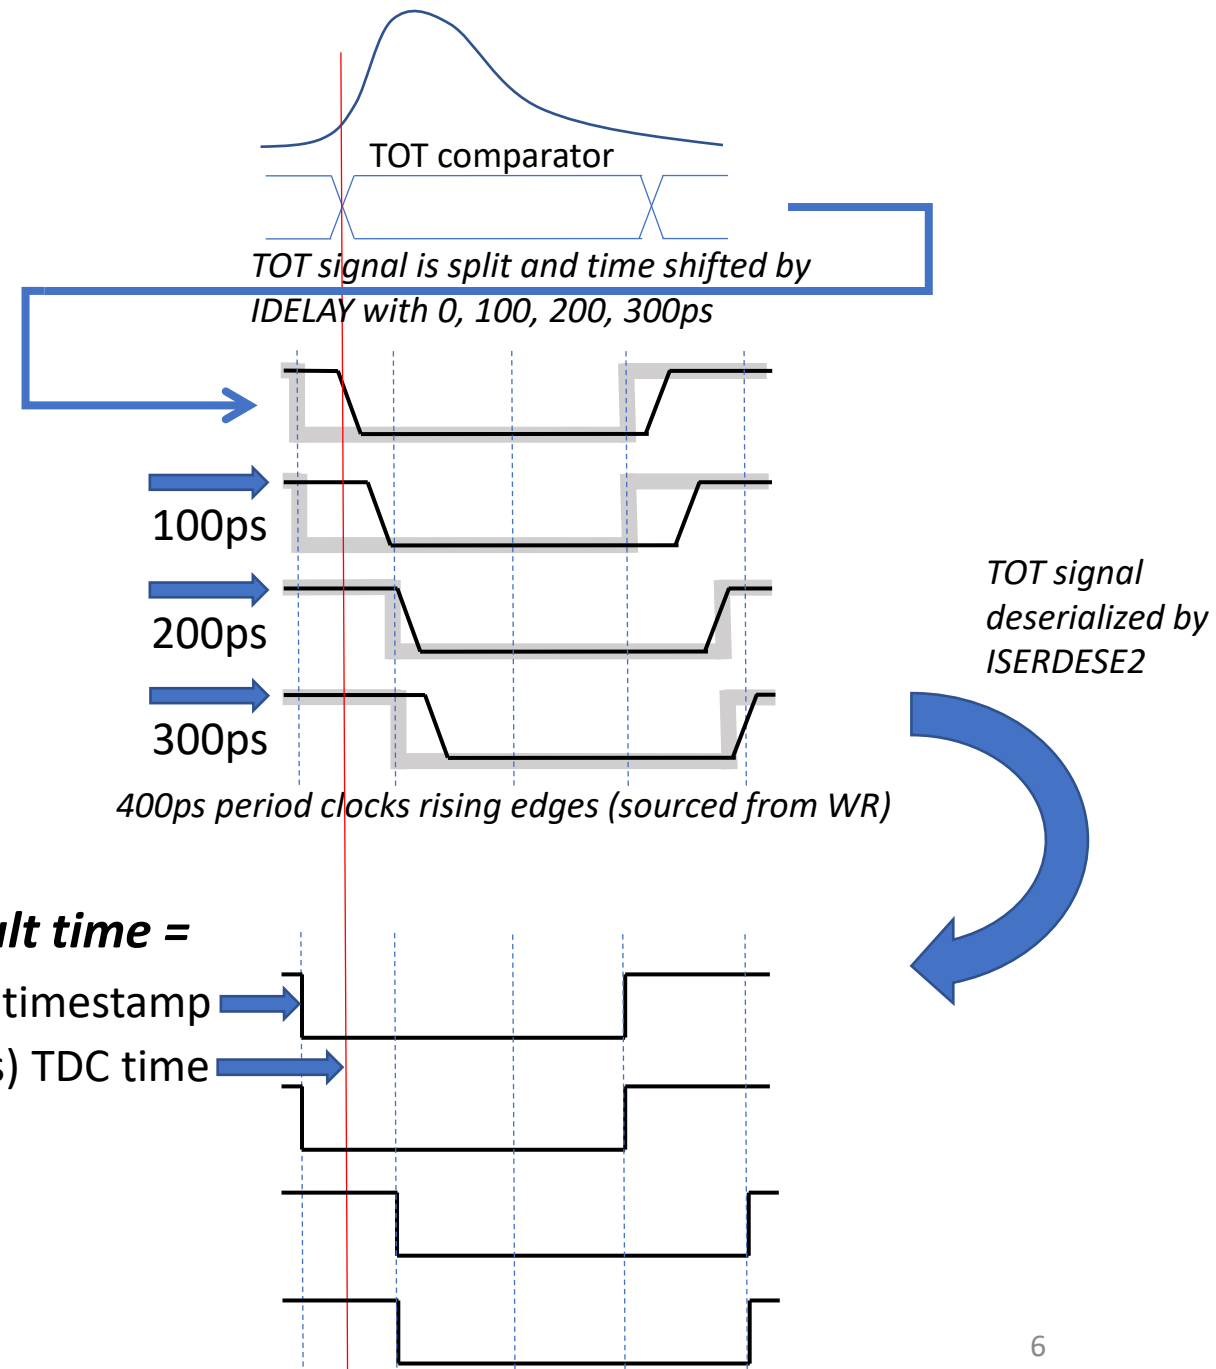 TOT comparator
TOT signal is split and time shifted by
IDELAY with 0, 100, 200, 300ps
100ps
200ps
300ps
TOT signal
deserialized by
ISERDESE2
400ps period clocks rising edges (sourced from WR)
time =
timestamp
TDC time
6